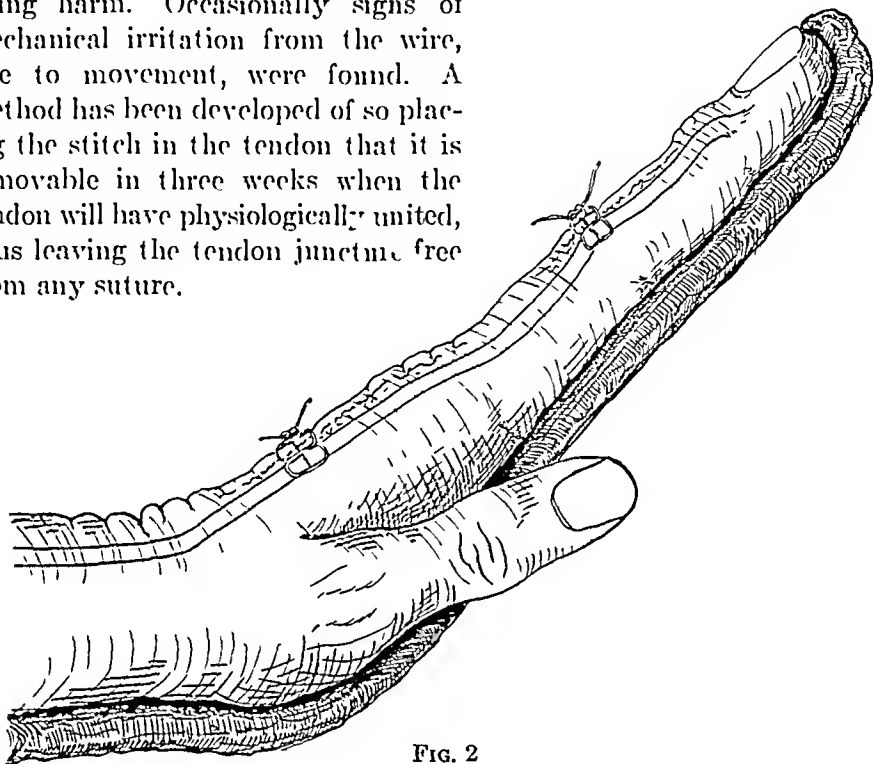 ing harm. Occasionally signs of
echanical irritation from the wire,
e to movement, were found. A
ethod has been developed of so plac-
g the stitch in the tendon that it is
movable in three weeks when the
ndon will have physiologically united,
us leaving the tendon juncture free
om any suture.
FIG. 2